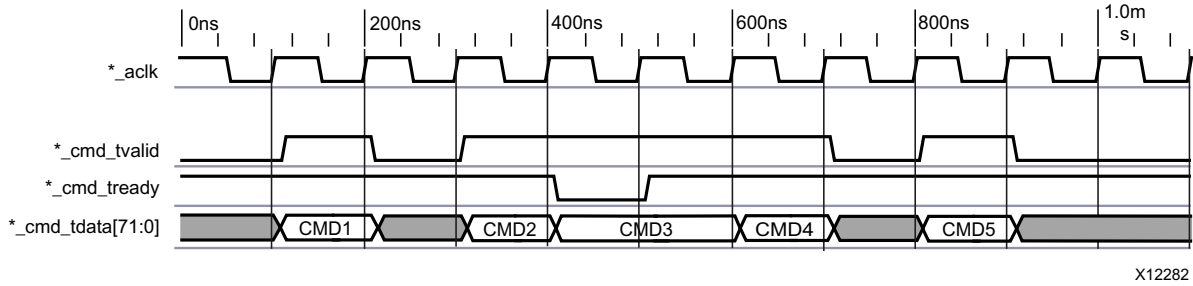 0ns 200ns 400ns 600ns 800ns 1.0m
s
*_aclk
*_cmd_tvalid
*_cmd_tready
*_cmd_tdata[71:0] CMD1 CMD2 CMD3 CMD4 CMD5
X12282